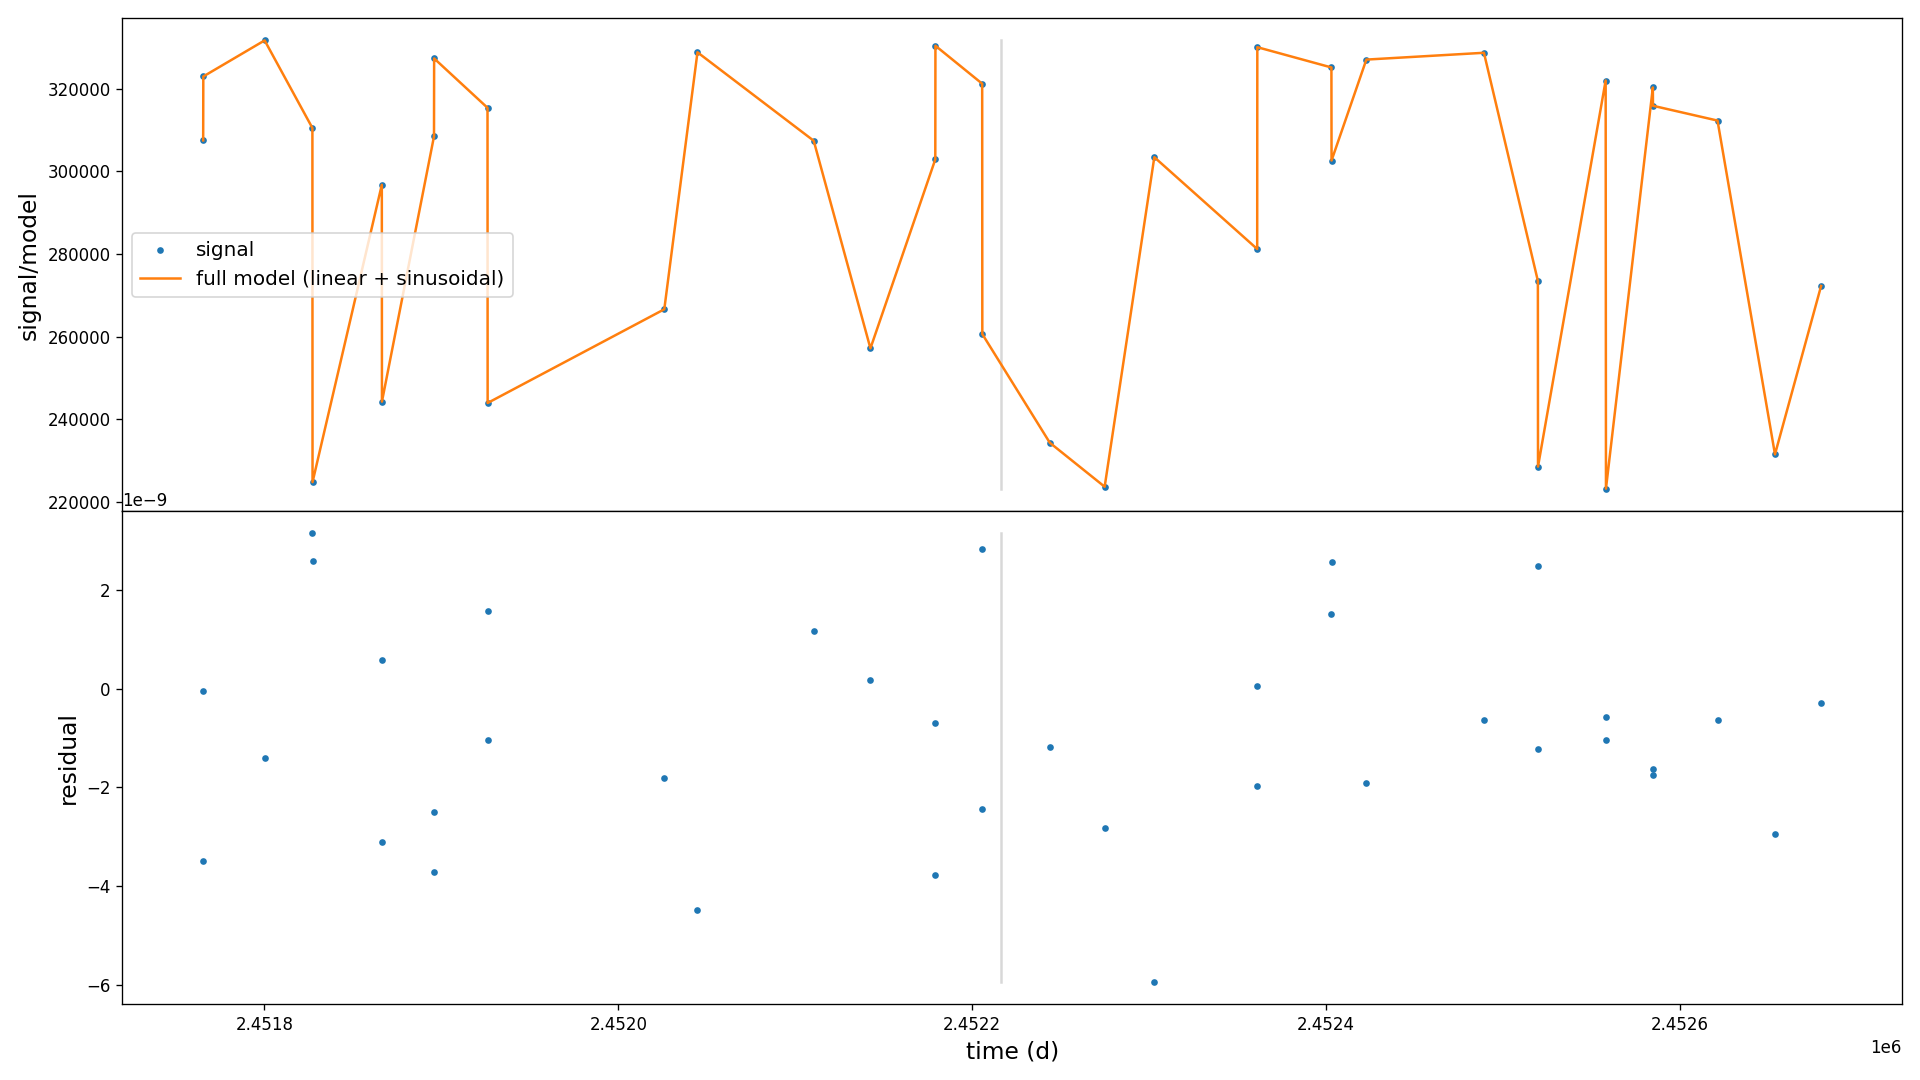 320000
300000
280000
260000
240000
220000
signal/model
signal
full model (linear + sinusoidal)
1e−9
2
0
−2
−4
−6
residual
2.4518
2.4520
2.4522
2.4524
2.4526
time (d)
1e6